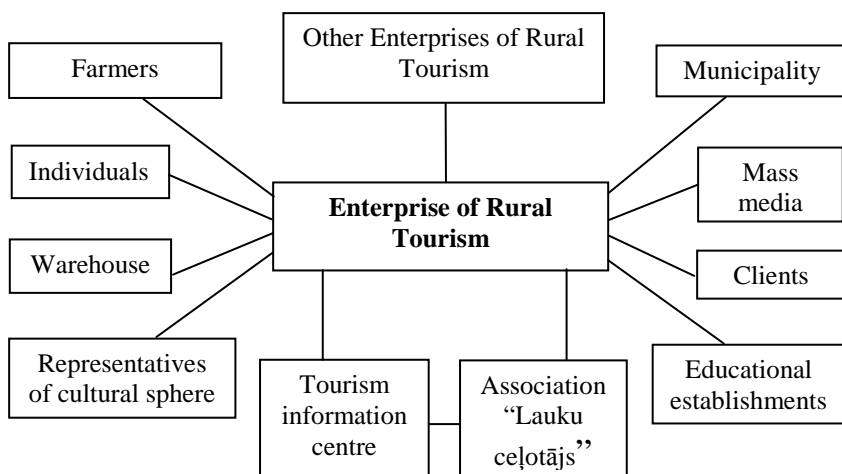 Other Enterprises of Rural
Tourism
Farmers
Municipality
Individuals
Mass
media
Enterprise of Rural
Tourism
Warehouse
Clients
Representatives
of cultural sphere
Tourism
information
centre
Association
“Lauku
ceļotājs”
Educational
establishments